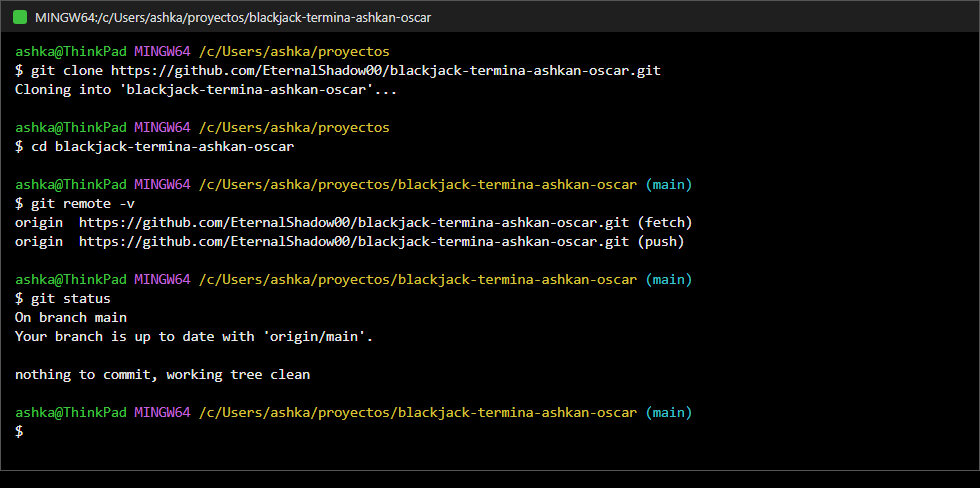 MINGW64:/c/Users/ashka/proyectos/blackjack-termina-ashkan-oscar
ashka@ThinkPad MINGW64 /c/Users/ashka/proyectos
$ git clone https://github.com/EternalShadow00/blackjack-termina-ashkan-oscar.git
Cloning into 'blackjack-termina-ashkan-oscar'...
ashka@ThinkPad MINGW64 /c/Users/ashka/proyectos
$ cd blackjack-termina-ashkan-oscar
ashka@ThinkPad MINGW64 /c/Users/ashka/proyectos/blackjack-termina-ashkan-oscar (main)
$ git remote -v
origin  https://github.com/EternalShadow00/blackjack-termina-ashkan-oscar.git (fetch)
origin  https://github.com/EternalShadow00/blackjack-termina-ashkan-oscar.git (push)
ashka@ThinkPad MINGW64 /c/Users/ashka/proyectos/blackjack-termina-ashkan-oscar (main)
$ git status
On branch main
Your branch is up to date with 'origin/main'.
nothing to commit, working tree clean
ashka@ThinkPad MINGW64 /c/Users/ashka/proyectos/blackjack-termina-ashkan-oscar (main)
$